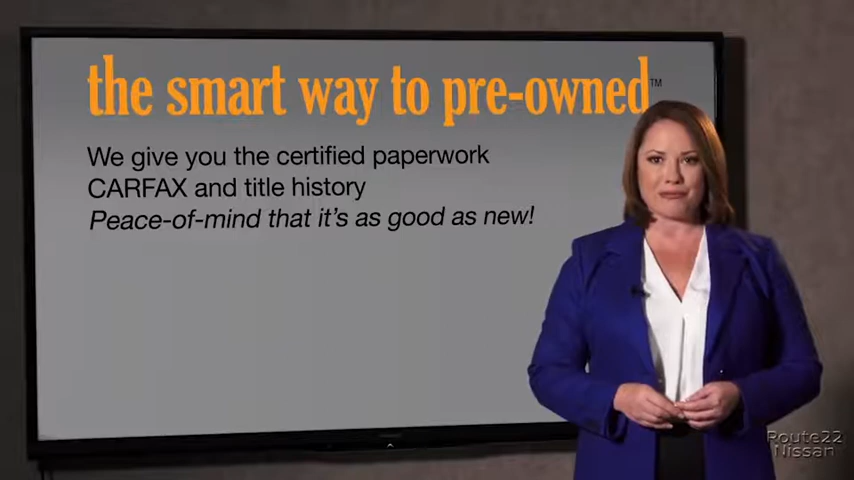 the smart way to pre-owned™
We give you the certified paperwork
CARFAX and title history
Peace-of-mind that it's as good as new!
Route22
Nissan